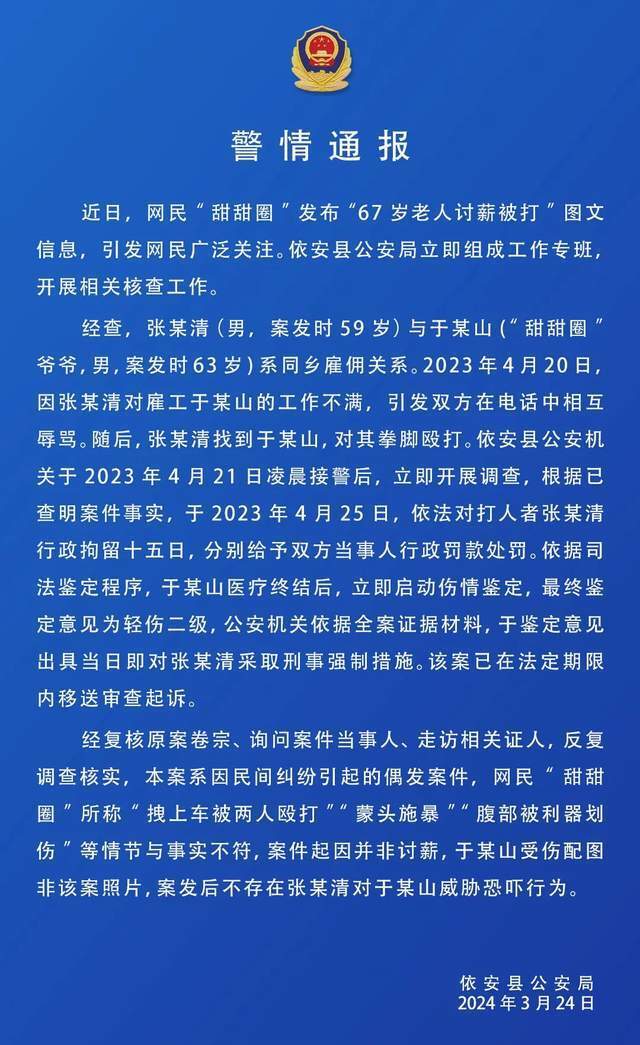 警情通报
近日，网民“甜甜圈”发布“67岁老人讨薪被打”图文
信息，引发网民广泛关注。依安县公安局立即组成工作专班，
开展相关核查工作。
经查，张某清（男，案发时59岁）与于某山（“甜甜圈”
爷爷，男，案发时63岁）系同乡雇佣关系。2023年4月20日，
因张某清对雇工于某山的工作不满，引发双方在电话中相互
辱骂。随后，张某清找到于某山，对其拳脚殴打。依安县公安机
关于2023年4月21日凌晨接警后，立即开展调查，根据已
查明案件事实，于2023年4月25日，依法对打人者张某清
行政拘留十五日，分别给予双方当事人行政罚款处罚。依据司
法鉴定程序，于某山医疗终结后，立即启动伤情鉴定，最终鉴
定意见为轻伤二级，公安机关依据全案证据材料，于鉴定意见
出具当日即对张某清采取刑事强制措施。该案已在法定期限
内移送审查起诉。
经复核原案卷宗、询问案件当事人、走访相关证人，反复
调查核实，本案系因民间纠纷引起的偶发案件，网民“甜甜
圈”所称“拽上车被两人殴打”“蒙头施暴”“腹部被利器划
伤”等情节与事实不符，案件起因并非讨薪，于某山受伤配图
非该案照片，案发后不存在张某清对于某山威胁恐吓行为。
依安县公安局
2024年3月24日